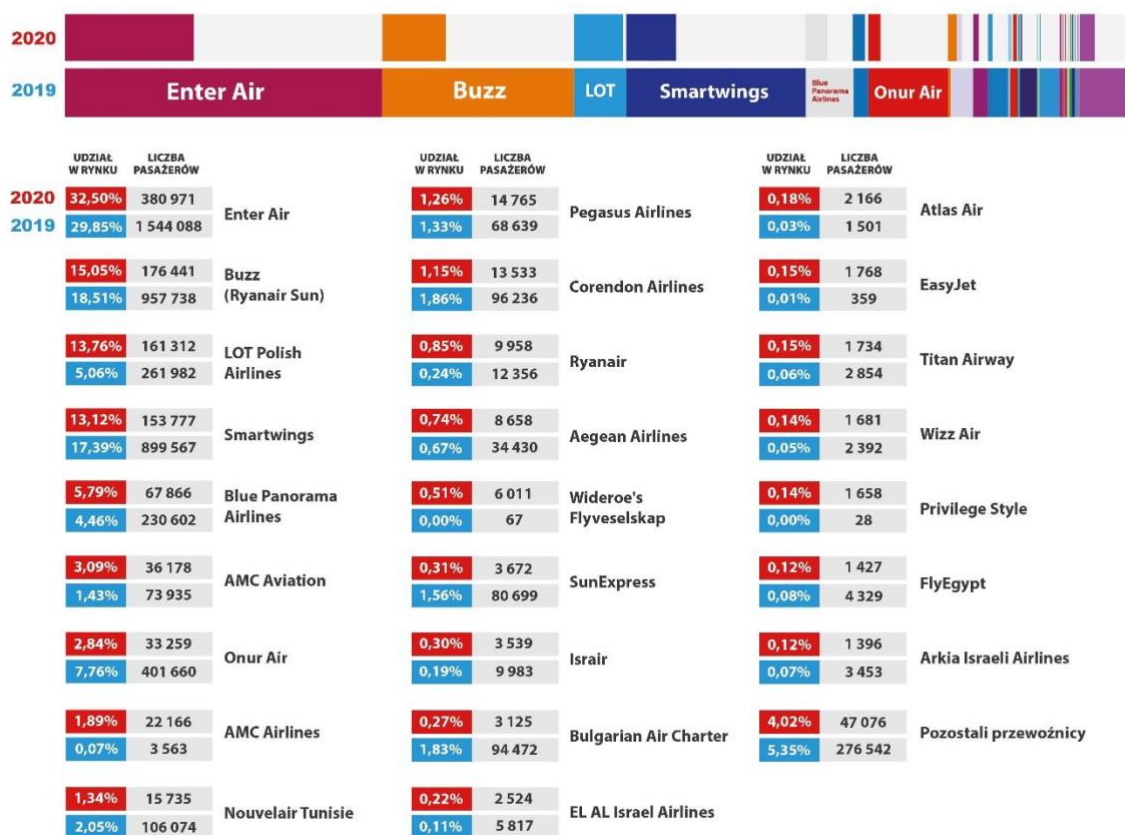 2020
2019
Enter Air
Buzz
LOT
Smartwings
Blue
Panorama
Airlines
Onur Air
UDZIAŁ
W RYNKU
LICZBA
PASAŻERÓW
2020
32,50% 380 971
2019
29,85% 1 544 088
Enter Air
15,05% 176 441
18,51% 957 738
Buzz
(Ryanair Sun)
13,76% 161 312
5,06% 261 982
LOT Polish
Airlines
13,12% 153 777
17,39% 899 567
Smartwings
5,79% 67 866
4,46% 230 602
Blue Panorama
Airlines
3,09% 36 178
1,43% 73 935
AMC Aviation
2,84% 33 259
7,76% 401 660
Onur Air
1,89% 22 166
0,07% 3 563
AMC Airlines
1,34% 15 735
2,05% 106 074
Nouvelair Tunisie
UDZIAŁ
W RYNKU
LICZBA
PASAŻERÓW
1,26% 14 765
1,33% 68 639
Pegasus Airlines
1,15% 13 533
1,86% 96 236
Corendon Airlines
0,85% 9 958
0,24% 12 356
Ryanair
0,74% 8 658
0,67% 34 430
Aegean Airlines
0,51% 6 011
0,00% 67
Wideroe's
Flyveselskap
0,31% 3 672
1,56% 80 699
SunExpress
0,30% 3 539
0,19% 9 983
Israir
0,27% 3 125
1,83% 94 472
Bulgarian Air Charter
0,22% 2 524
0,11% 5 817
EL AL Israel Airlines
UDZIAŁ
W RYNKU
LICZBA
PASAŻERÓW
0,18% 2 166
0,03% 1 501
Atlas Air
0,15% 1 768
0,01% 359
EasyJet
0,15% 1 734
0,06% 2 854
Titan Airway
0,14% 1 681
0,05% 2 392
Wizz Air
0,14% 1 658
0,00% 28
Privilege Style
0,12% 1 427
0,08% 4 329
FlyEgypt
0,12% 1 396
0,07% 3 453
Arkia Israeli Airlines
4,02% 47 076
5,35% 276 542
Pozostali przewoźnicy